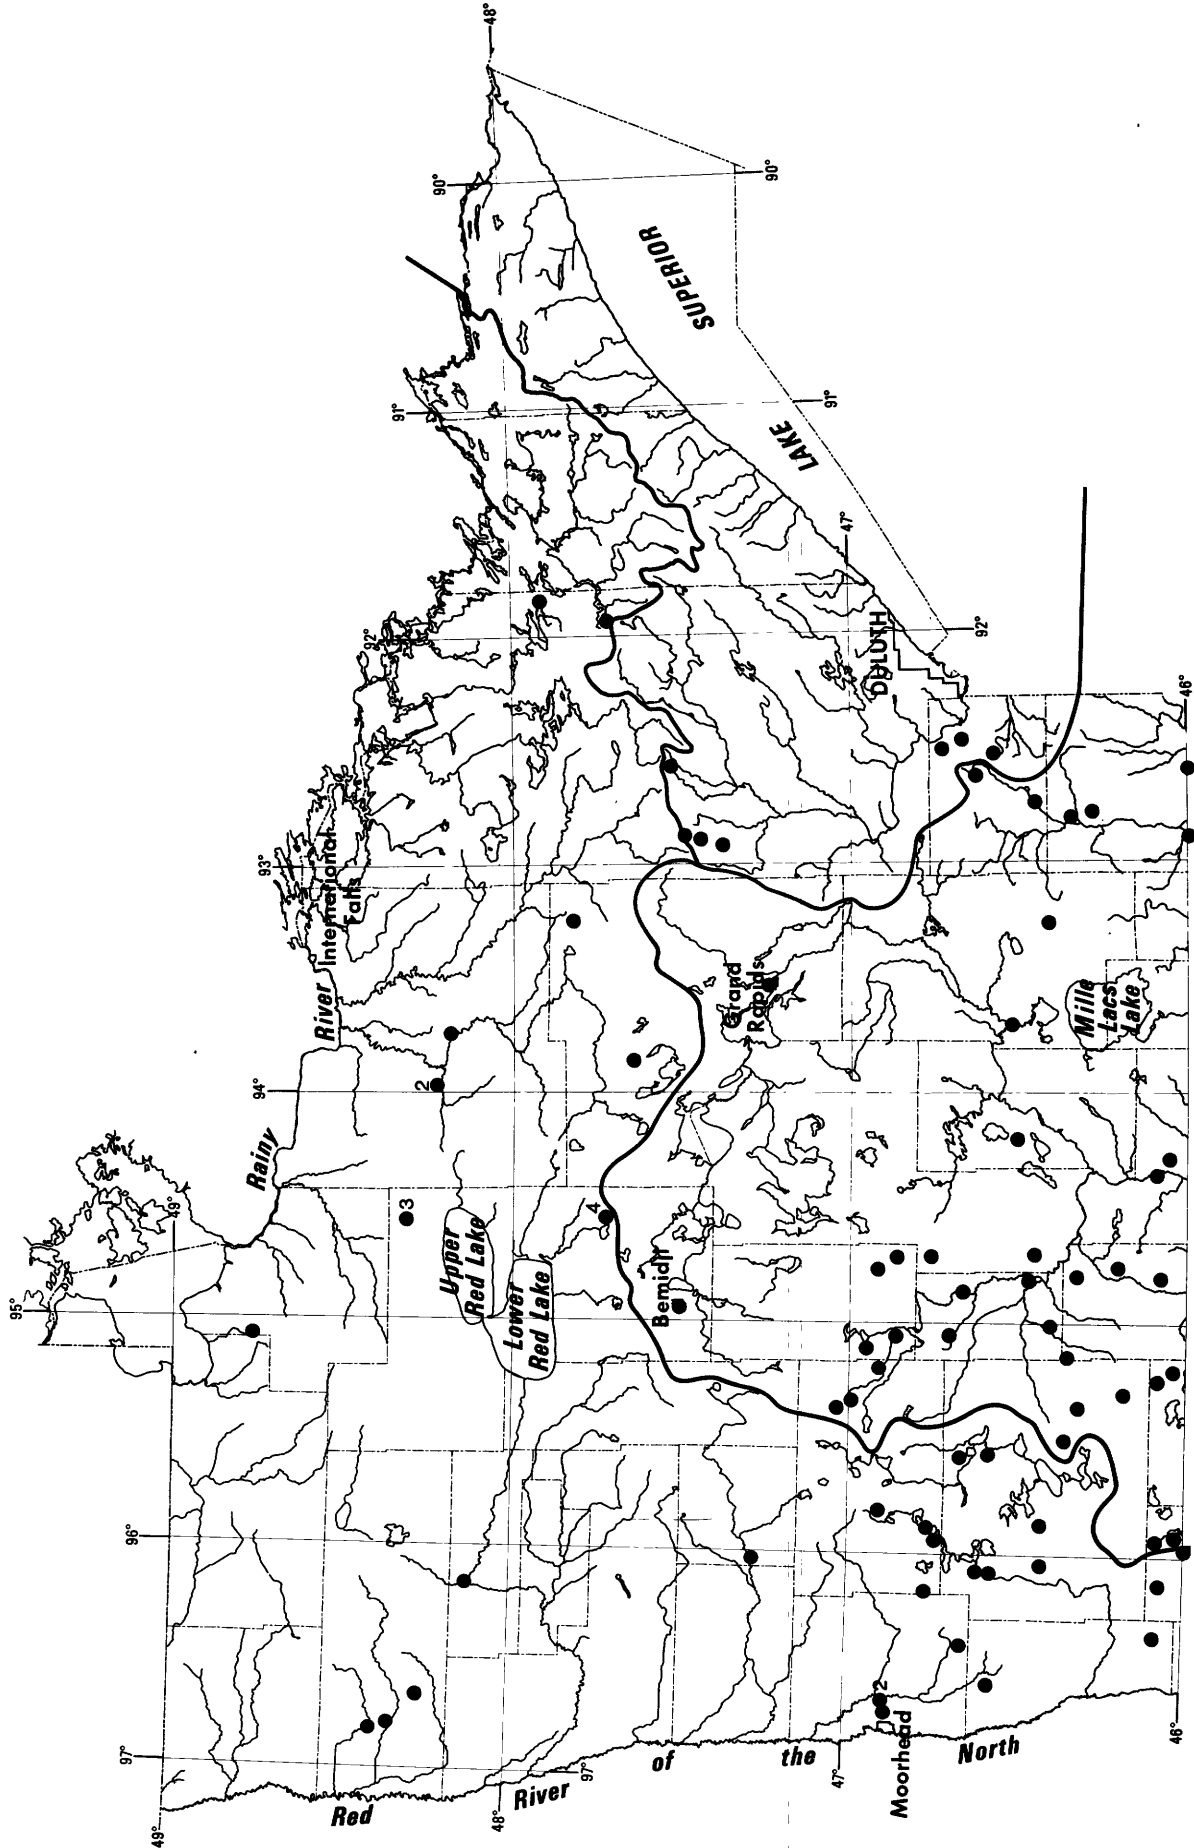 48°
90°
90°
SUPERIOR
LAKE
91°
91°
47°
92°
92°
DULUTH
46°
93°
International
Falls
River
Rainy
94°
2
Grand
Rapids
Mille
Lacs
Lake
49°
3
Upper
Red Lake
4
Lower
Red Lake
Bemidji
95°
96°
97°
49°
Red
48°
River
97°
of
the
47°
2
Moorhead
North
46°